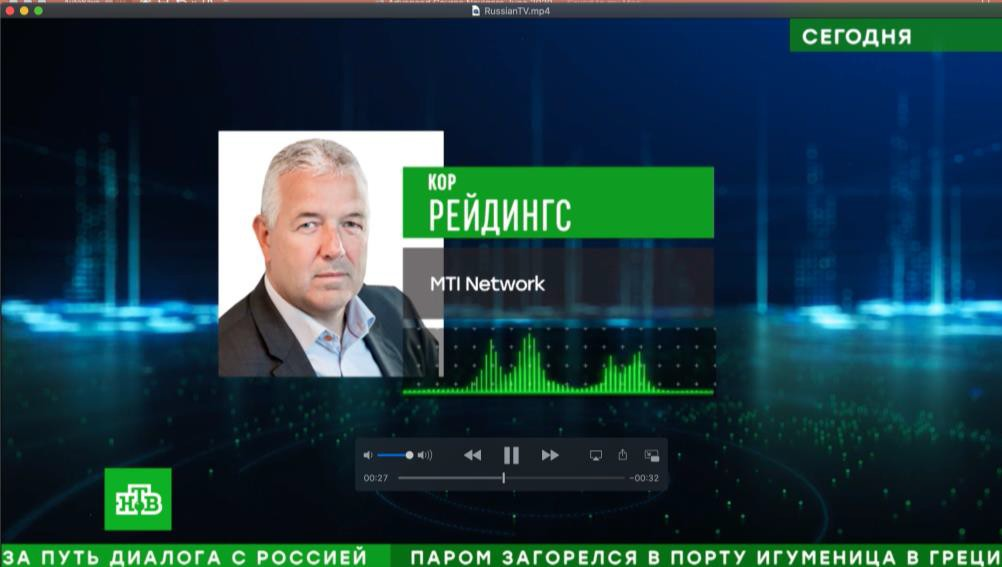 RussianTV.mp4
СЕГОДНЯ
КОР
РЕЙДИНГС
MTI Network
00:27
-00:32
НТВ
ЗА ПУТЬ ДИАЛОГА С РОССИЕЙ ПАРОМ ЗАГОРЕЛСЯ В ПОРТУ ИГУМЕНИЦА В ГРЕЦИ